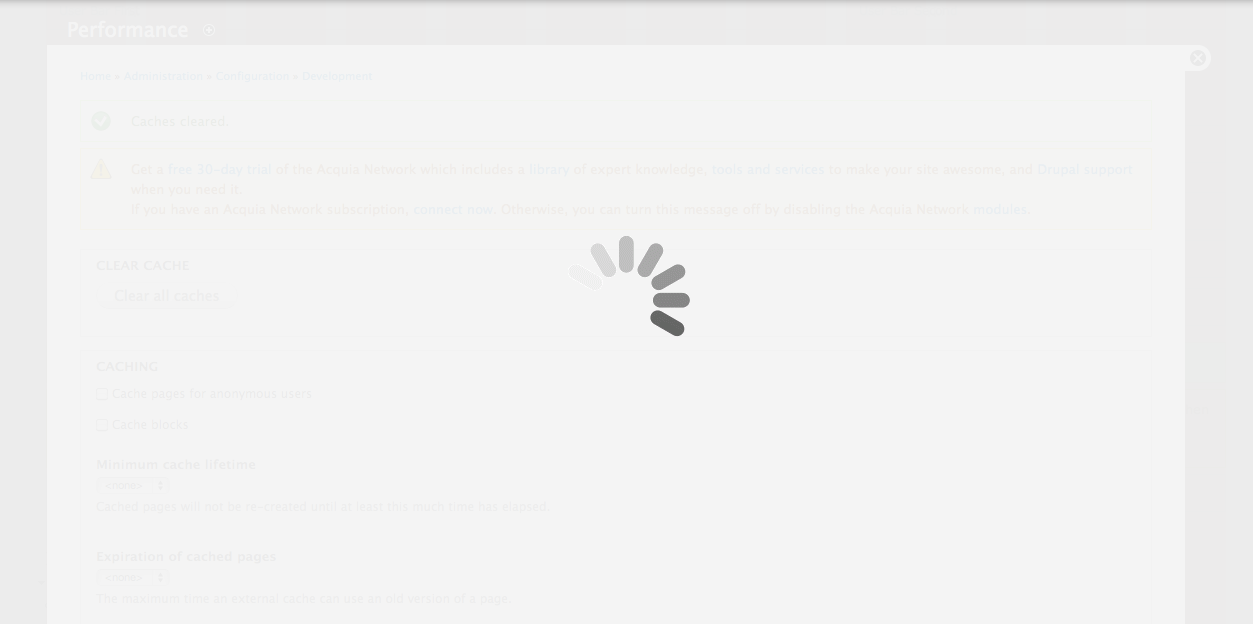 Performance
Home » Administration » Configuration » Development
Caches cleared.
Get a free 30-day trial of the Acquia Network which includes a library of expert knowledge, tools and services to make your site awesome, and Drupal support
when you need it.
If you have an Acquia Network subscription, connect now. Otherwise, you can turn this message off by disabling the Acquia Network modules.
CLEAR CACHE
Clear all caches
CACHING
Cache pages for anonymous users
Cache blocks
Minimum cache lifetime
<none>
Cached pages will not be re-created until at least this much time has elapsed.
Expiration of cached pages
<none>
The maximum time an external cache can use an old version of a page.